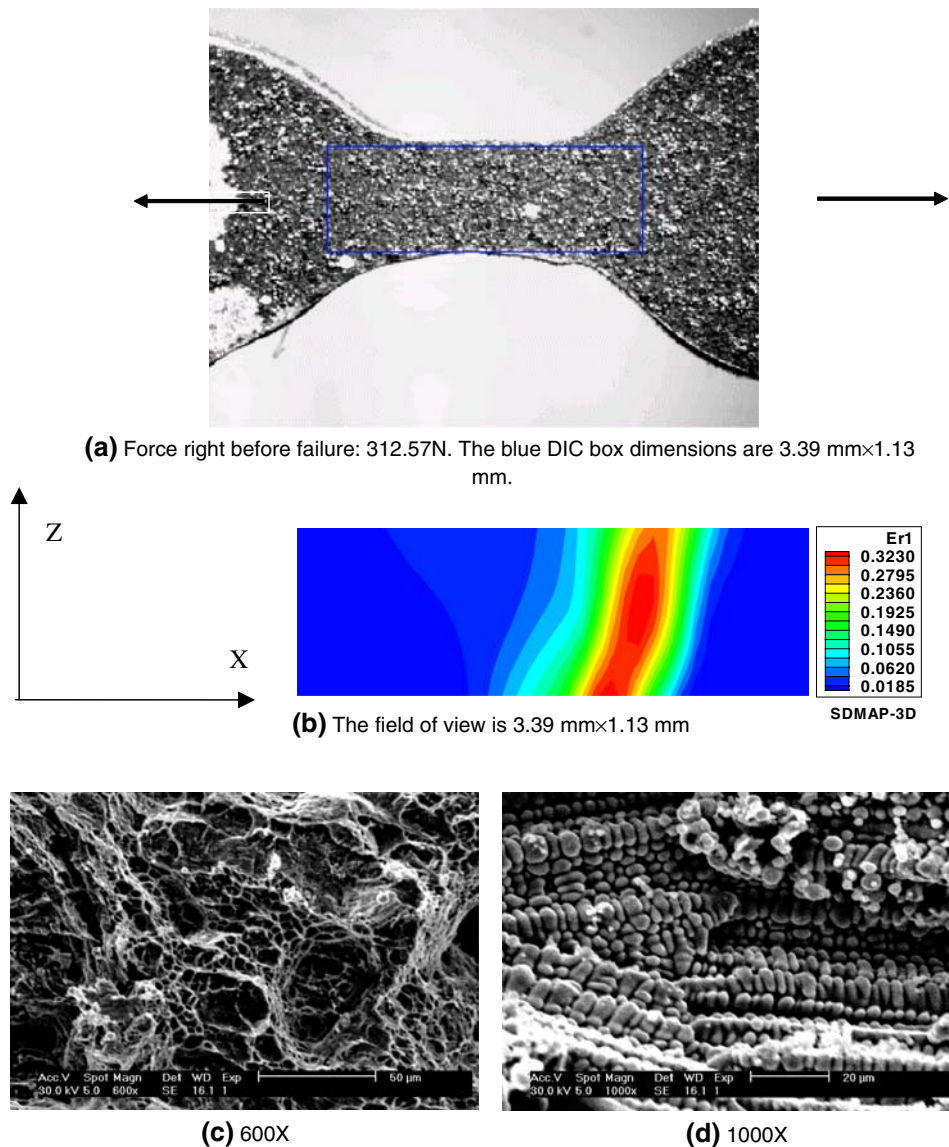 (a) Force right before failure: 312.57N. The blue DIC box dimensions are 3.39 mm×1.13
mm.
Z
X
Er1
0.3230
0.2795
0.2360
0.1925
0.1490
0.1055
0.0620
0.0185
SDMAP-3D
(b) The field of view is 3.39 mm×1.13 mm
Acc.V Spot Magn Det WD Exp
30.0 kV 5.0 600x SE 16.1 1
50 µm
Acc.V Spot Magn Det WD Exp
30.0 kV 5.0 1000x SE 16.1 1
20 µm
(c) 600X
(d) 1000X